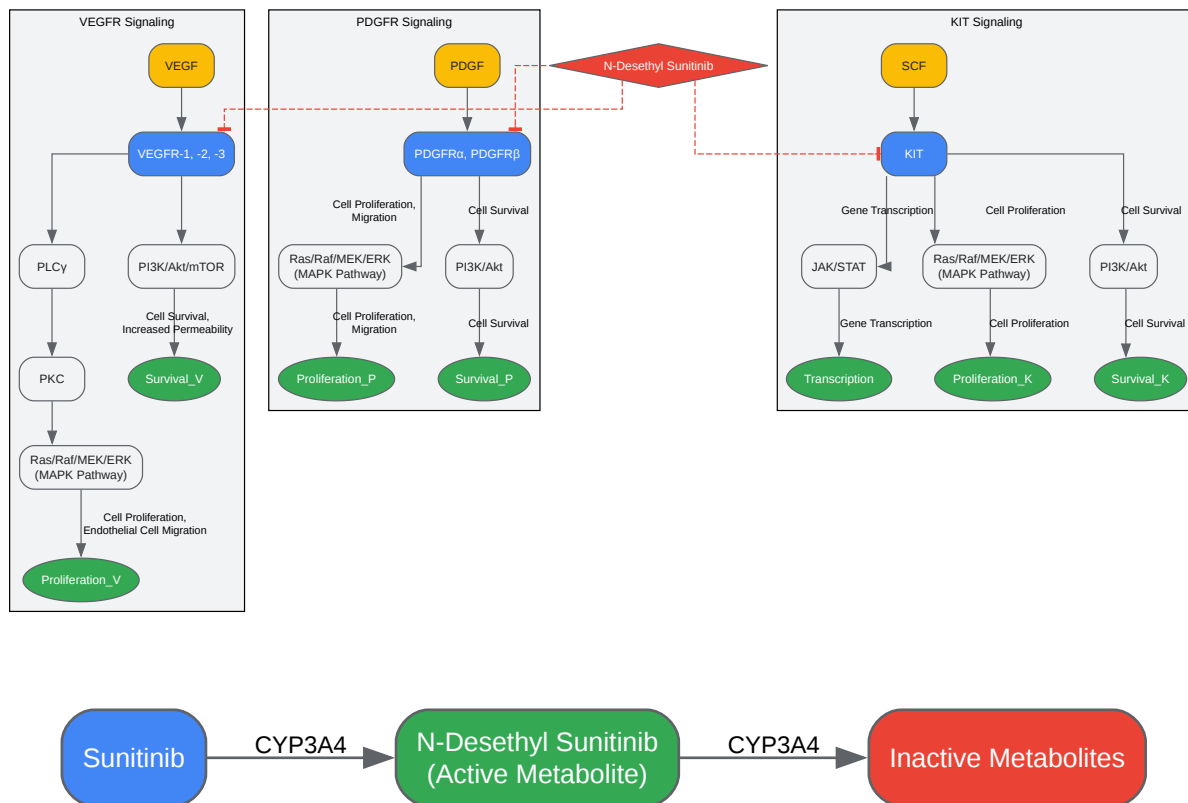 VEGFR Signaling
VEGF
VEGFR-1, -2, -3
PLCγ
PI3K/Akt/mTOR
Cell Survival,
Increased Permeability
PKC
Survival_V
Ras/Raf/MEK/ERK
(MAPK Pathway)
Cell Proliferation,
Endothelial Cell Migration
Proliferation_V
PDGFR Signaling
PDGF
PDGFRα, PDGFRβ
Cell Proliferation,
Migration
Cell Survival
Ras/Raf/MEK/ERK
(MAPK Pathway)
PI3K/Akt
Cell Proliferation,
Migration
Cell Survival
Proliferation_P
Survival_P
N-Desethyl Sunitinib
KIT Signaling
SCF
KIT
Gene Transcription
Cell Proliferation
Cell Survival
JAK/STAT
Ras/Raf/MEK/ERK
(MAPK Pathway)
PI3K/Akt
Gene Transcription
Cell Proliferation
Cell Survival
Transcription
Proliferation_K
Survival_K
Sunitinib
CYP3A4
N-Desethyl Sunitinib
(Active Metabolite)
CYP3A4
Inactive Metabolites